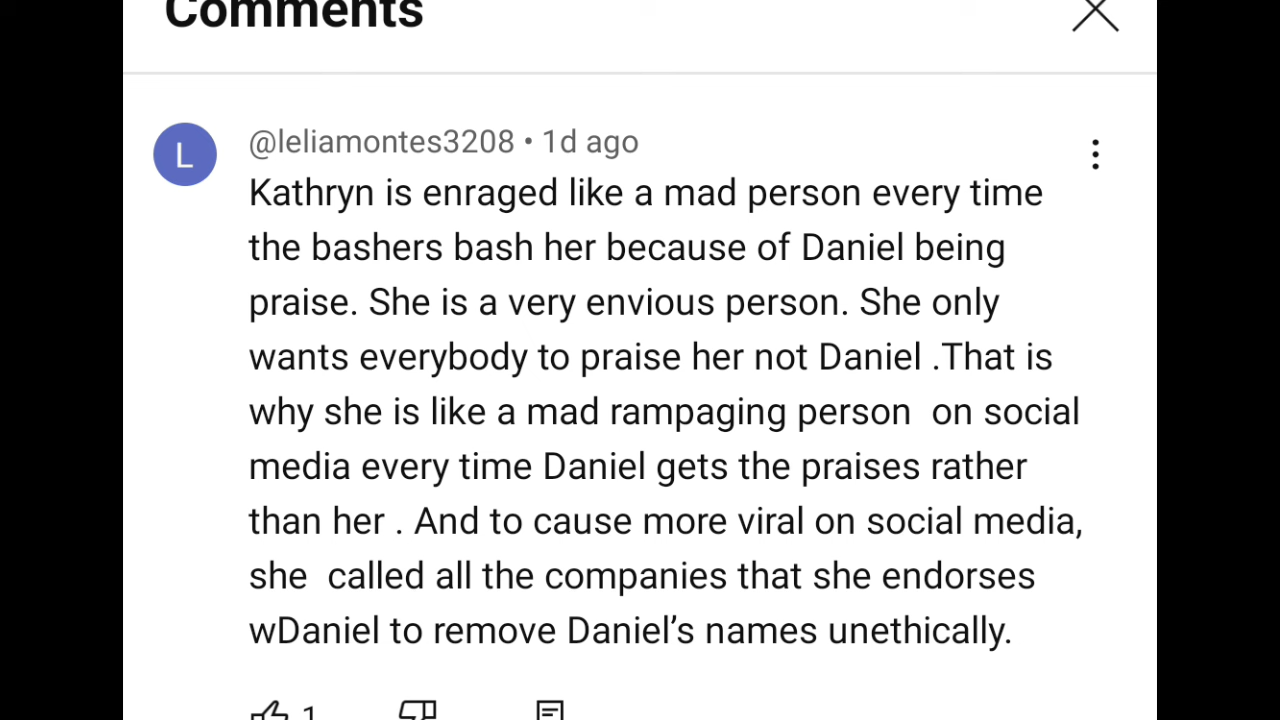 Comments
L
@leliamontes3208 • 1d ago
Kathryn is enraged like a mad person every time
the bashers bash her because of Daniel being
praise. She is a very envious person. She only
wants everybody to praise her not Daniel .That is
why she is like a mad rampaging person  on social
media every time Daniel gets the praises rather
than her . And to cause more viral on social media,
she  called all the companies that she endorses
wDaniel to remove Daniel’s names unethically.
1